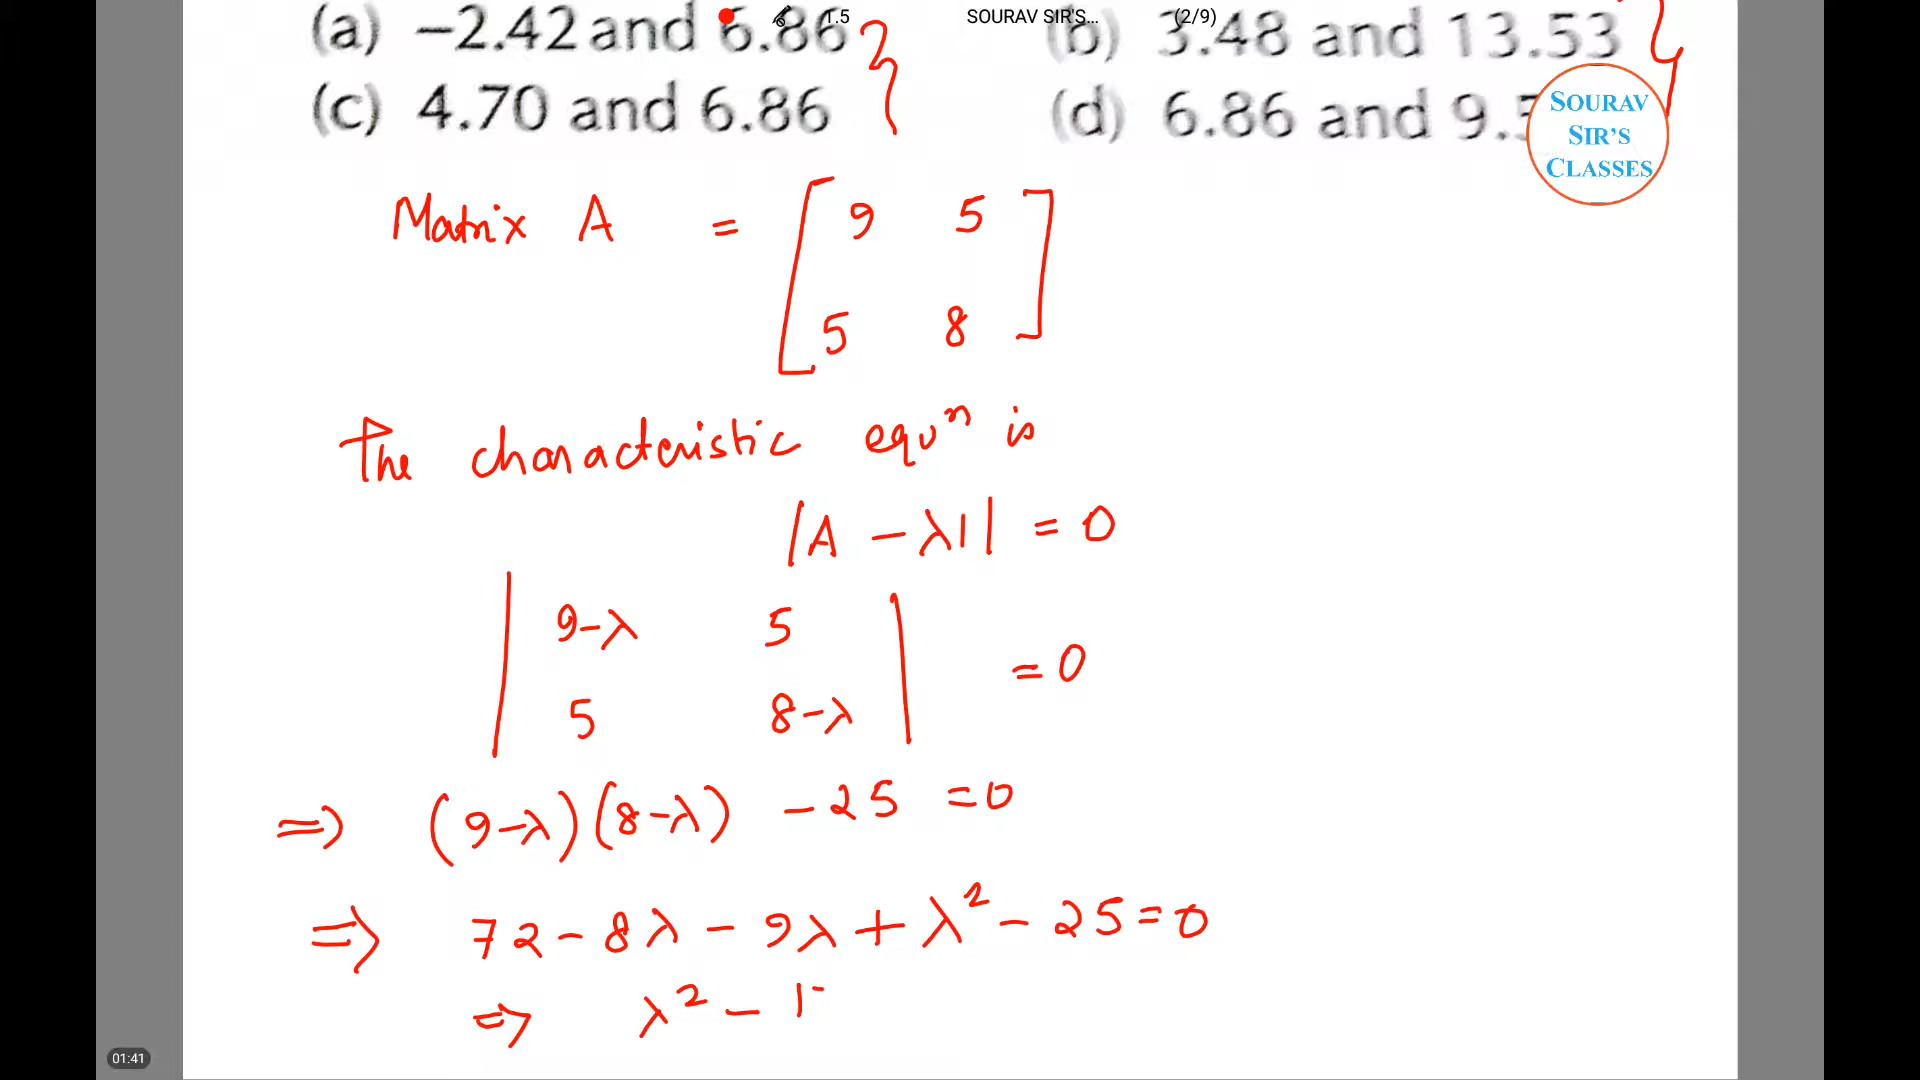 1.5 SOURAV SIR'S... (2/9)
(a) −2.42 and 6.86 (b) 3.48 and 13.53
(c) 4.70 and 6.86 (d) 6.86 and 9.5
SOURAV
SIR'S
CLASSES
Matrix A = [ 9 5
5 8 ]
The characteristic equⁿ is
|A − λI| = 0
| 9−λ 5
5 8−λ | = 0
⇒ (9−λ)(8−λ) −25 = 0
⇒ 72 − 8λ − 9λ + λ² − 25 = 0
⇒ λ² − 1
01:41